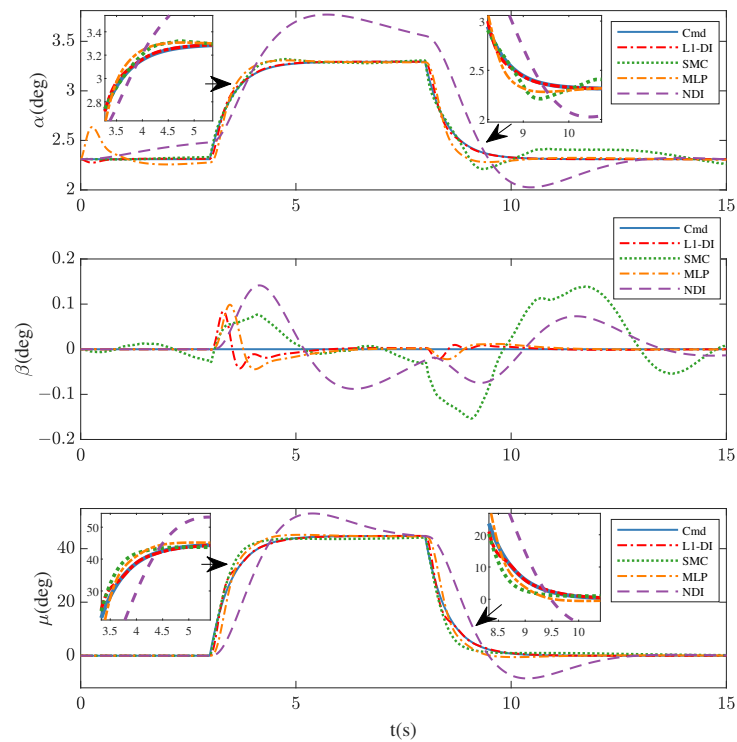 α(deg)
3.5
3
2.5
2
3.4
3.2
3
2.8
3.5 4 4.5 5
3
2.5
2
9 10
Cmd
L1-DI
SMC
MLP
NDI
0 5 10 15
β(deg)
0.2
0.1
0
−0.1
−0.2
Cmd
L1-DI
SMC
MLP
NDI
0 5 10 15
μ(deg)
40
20
0
50
40
30
3.5 4 4.5 5
20
10
0
8.5 9 9.5 10
Cmd
L1-DI
SMC
MLP
NDI
0 5 10 15
t(s)